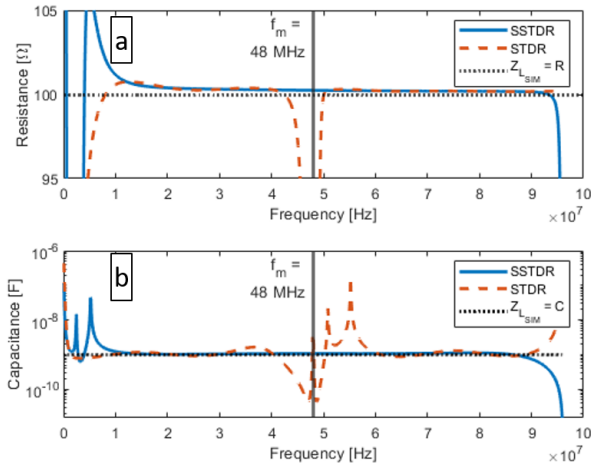 105
100
95
Resistance [Ω]
a
f_m =
48 MHz
SSTDR
STDR
Z_L_SIM = R
0 1 2 3 4 5 6 7 8 9 10
Frequency [Hz]
×10^7
10^-6
10^-8
10^-10
Capacitance [F]
b
f_m =
48 MHz
SSTDR
STDR
Z_L_SIM = C
0 1 2 3 4 5 6 7 8 9 10
Frequency [Hz]
×10^7